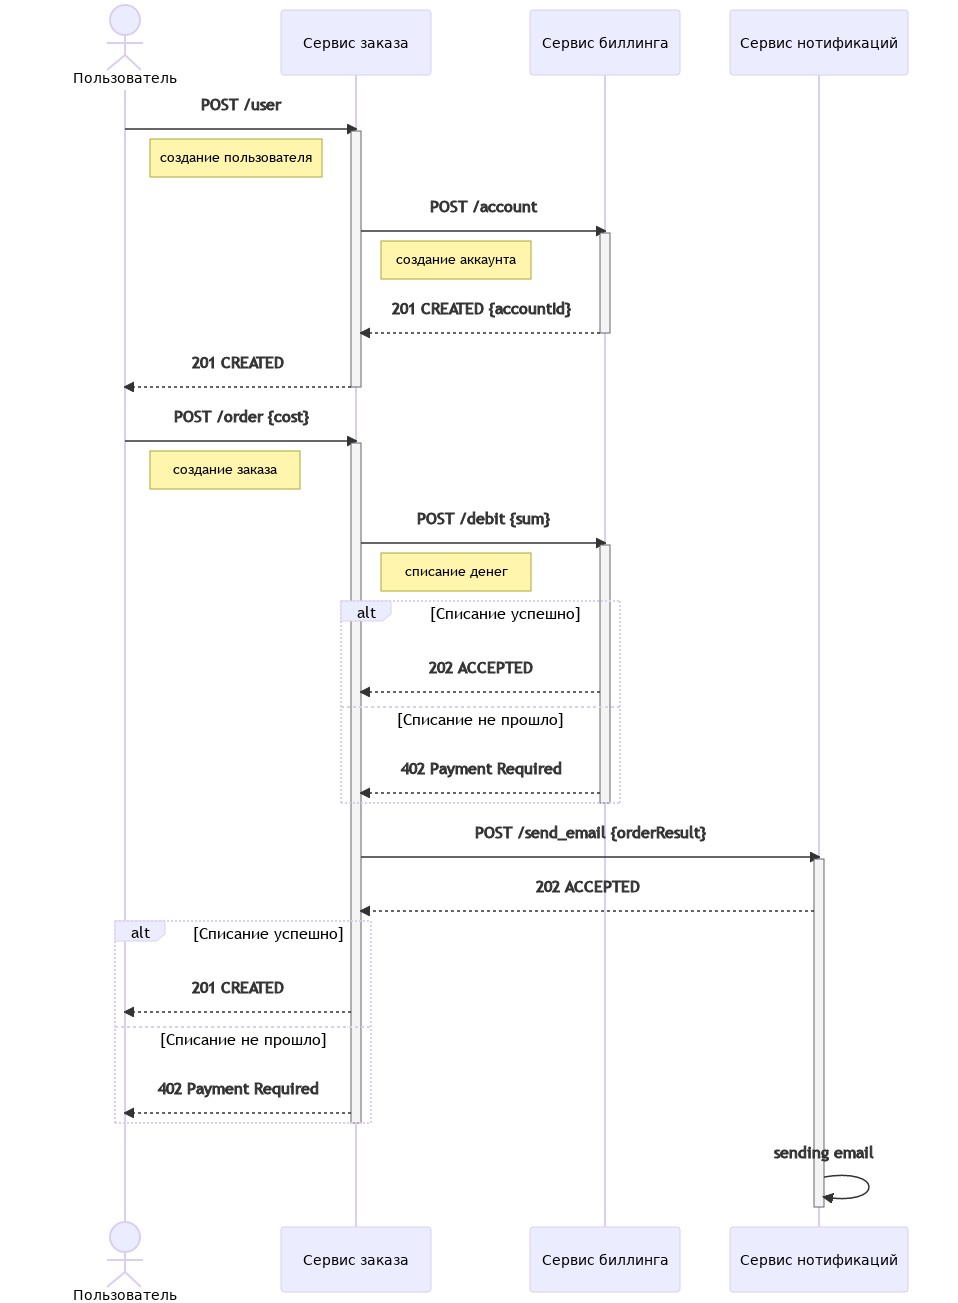 Сервис заказа
Сервис биллинга
Сервис нотификаций
Пользователь
POST /user
создание пользователя
POST /account
создание аккаунта
201 CREATED {accountId}
201 CREATED
POST /order {cost}
создание заказа
POST /debit {sum}
списание денег
alt
[Списание успешно]
202 ACCEPTED
[Списание не прошло]
402 Payment Required
POST /send_email {orderResult}
202 ACCEPTED
alt
[Списание успешно]
201 CREATED
[Списание не прошло]
402 Payment Required
sending email
Сервис заказа
Сервис биллинга
Сервис нотификаций
Пользователь